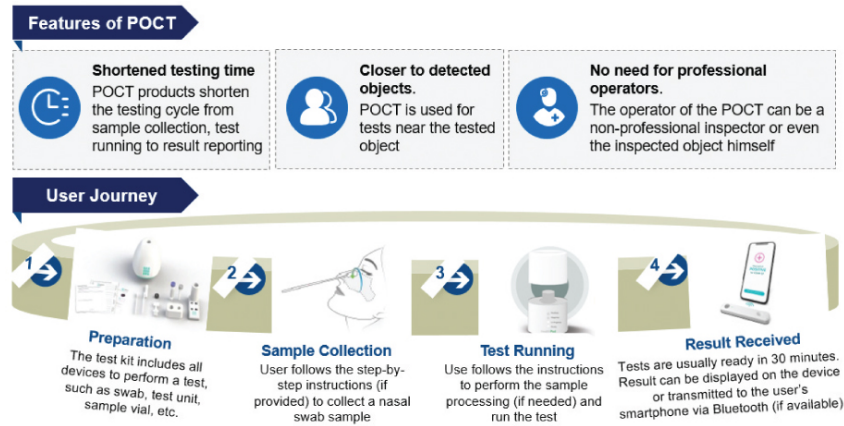 Features of POCT
Shortened testing time
POCT products shorten
the testing cycle from
sample collection, test
running to result reporting
Closer to detected
objects.
POCT is used for
tests near the tested
object
No need for professional
operators.
The operator of the POCT can be a
non-professional inspector or even
the inspected object himself
User Journey
1
Preparation
The test kit includes all
devices to perform a test,
such as swab, test unit,
sample vial, etc.
2
Sample Collection
User follows the step-by-
step instructions (if
provided) to collect a nasal
swab sample
3
Test Running
Use follows the instructions
to perform the sample
processing (if needed) and
run the test
4
Result Received
Tests are usually ready in 30 minutes.
Result can be displayed on the device
or transmitted to the user's
smartphone via Bluetooth (if available)